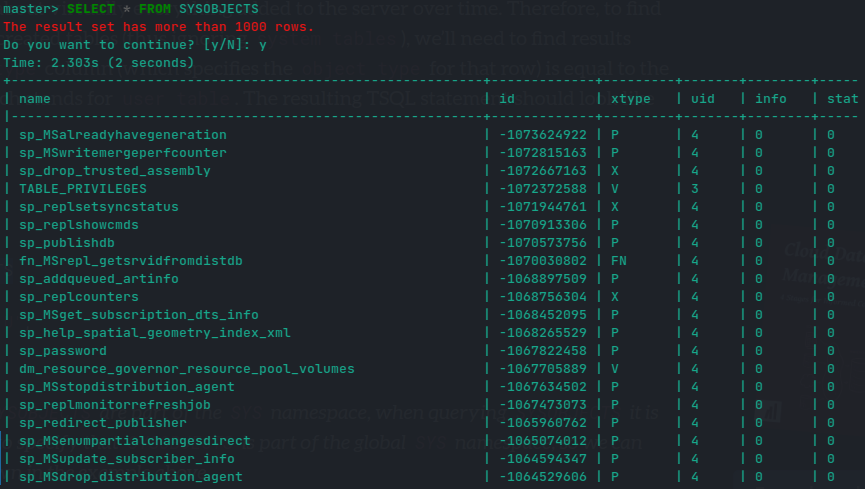 master> SELECT * FROM SYSOBJECTS
The result set has more than 1000 rows.
Do you want to continue? [y/N]: y
Time: 2.303s (2 seconds)
| name | id | xtype | uid | info | stat
| sp_MSalreadyhavegeneration | -1073624922 | P | 4 | 0 | 0
| sp_MSwritemergeperfcounter | -1072815163 | P | 4 | 0 | 0
| sp_drop_trusted_assembly | -1072667163 | X | 4 | 0 | 0
| TABLE_PRIVILEGES | -1072372588 | V | 3 | 0 | 0
| sp_replsetsyncstatus | -1071944761 | X | 4 | 0 | 0
| sp_replshowcmds | -1070913306 | P | 4 | 0 | 0
| sp_publishdb | -1070573756 | P | 4 | 0 | 0
| fn_MSrepl_getsrvidfromdistdb | -1070030802 | FN | 4 | 0 | 0
| sp_addqueued_artinfo | -1068897509 | P | 4 | 0 | 0
| sp_replcounters | -1068756304 | X | 4 | 0 | 0
| sp_MSget_subscription_dts_info | -1068452095 | P | 4 | 0 | 0
| sp_help_spatial_geometry_index_xml | -1068265529 | P | 4 | 0 | 0
| sp_password | -1067822458 | P | 4 | 0 | 0
| dm_resource_governor_resource_pool_volumes | -1067705889 | V | 4 | 0 | 0
| sp_MSstopdistribution_agent | -1067634502 | P | 4 | 0 | 0
| sp_replmonitorrefreshjob | -1067473073 | P | 4 | 0 | 0
| sp_redirect_publisher | -1065960762 | P | 4 | 0 | 0
| sp_MSenumpartialchangesdirect | -1065074012 | P | 4 | 0 | 0
| sp_MSupdate_subscriber_info | -1064594347 | P | 4 | 0 | 0
| sp_MSdrop_distribution_agent | -1064529606 | P | 4 | 0 | 0